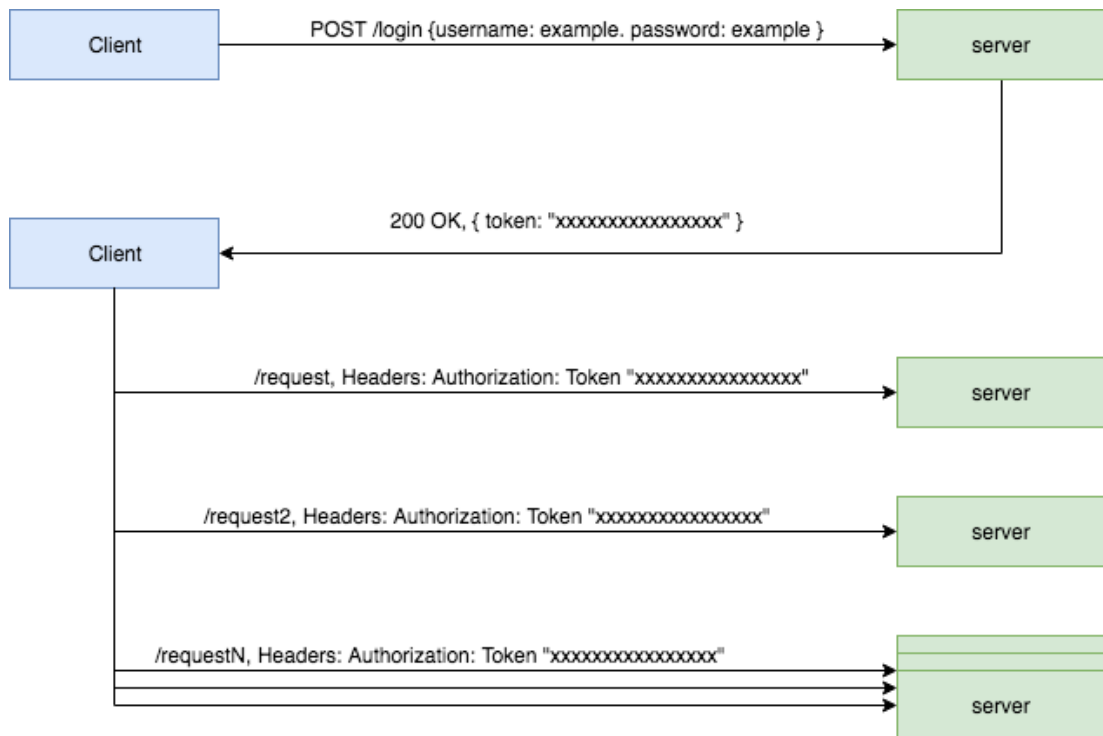 Client
POST /login {username: example. password: example }
server
200 OK, { token: "xxxxxxxxxxxxxxxx" }
Client
/request, Headers: Authorization: Token "xxxxxxxxxxxxxxxx"
server
/request2, Headers: Authorization: Token "xxxxxxxxxxxxxxxx"
server
/requestN, Headers: Authorization: Token "xxxxxxxxxxxxxxxx"
server